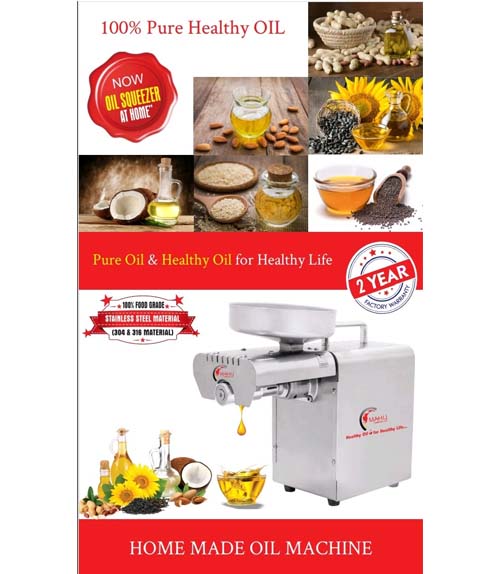 100% Pure Healthy OIL
NOW
OIL SQUEEZER
AT HOME"
Pure Oil & Healthy Oil for Healthy Life
2 YEAR
FACTORY WARRANTY
100% FOOD GRADE
STAINLESS STEEL MATERIAL
(304 & 316 MATERIAL)
MAHU
Healthy Oil for Healthy Life...
HOME MADE OIL MACHINE